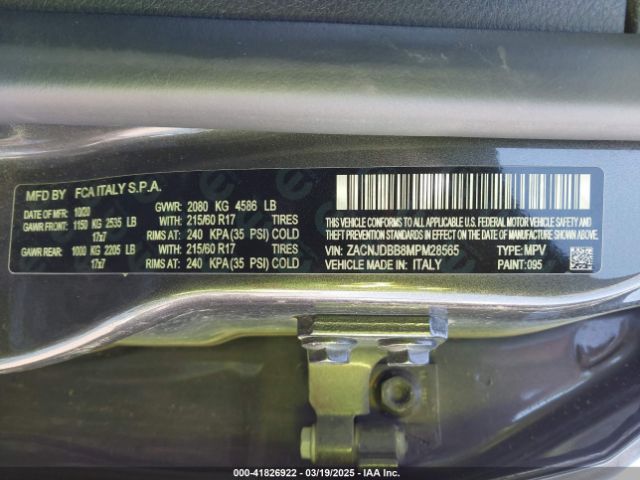 MFD BY FCA ITALY S.P.A.
DATE OF MFR: 10/20 GVWR: 2080 KG 4586 LB
GAWR FRONT: 1150 KG 2535 LB WITH 215/60 R17 TIRES
17x7 RIMS AT: 240 KPA (35 PSI) COLD
GAWR REAR: 1000 KG 2205 LB WITH 215/60 R17 TIRES
17x7 RIMS AT: 240 KPA (35 PSI) COLD
THIS VEHICLE CONFORMS TO ALL APPLICABLE U.S.A. FEDERAL MOTOR
VEHICLE SAFETY, BUMPER, AND THEFT PREVENTION STANDARDS IN EFFECT ON THE DATE OF MANUFACTURE SHOWN ABOVE.
VIN: ZACNJDBB8MPM28565 TYPE: MPV
VEHICLE MADE IN: ITALY PAINT: 095
000-41826922 - 03/19/2025 - IAAI.COM